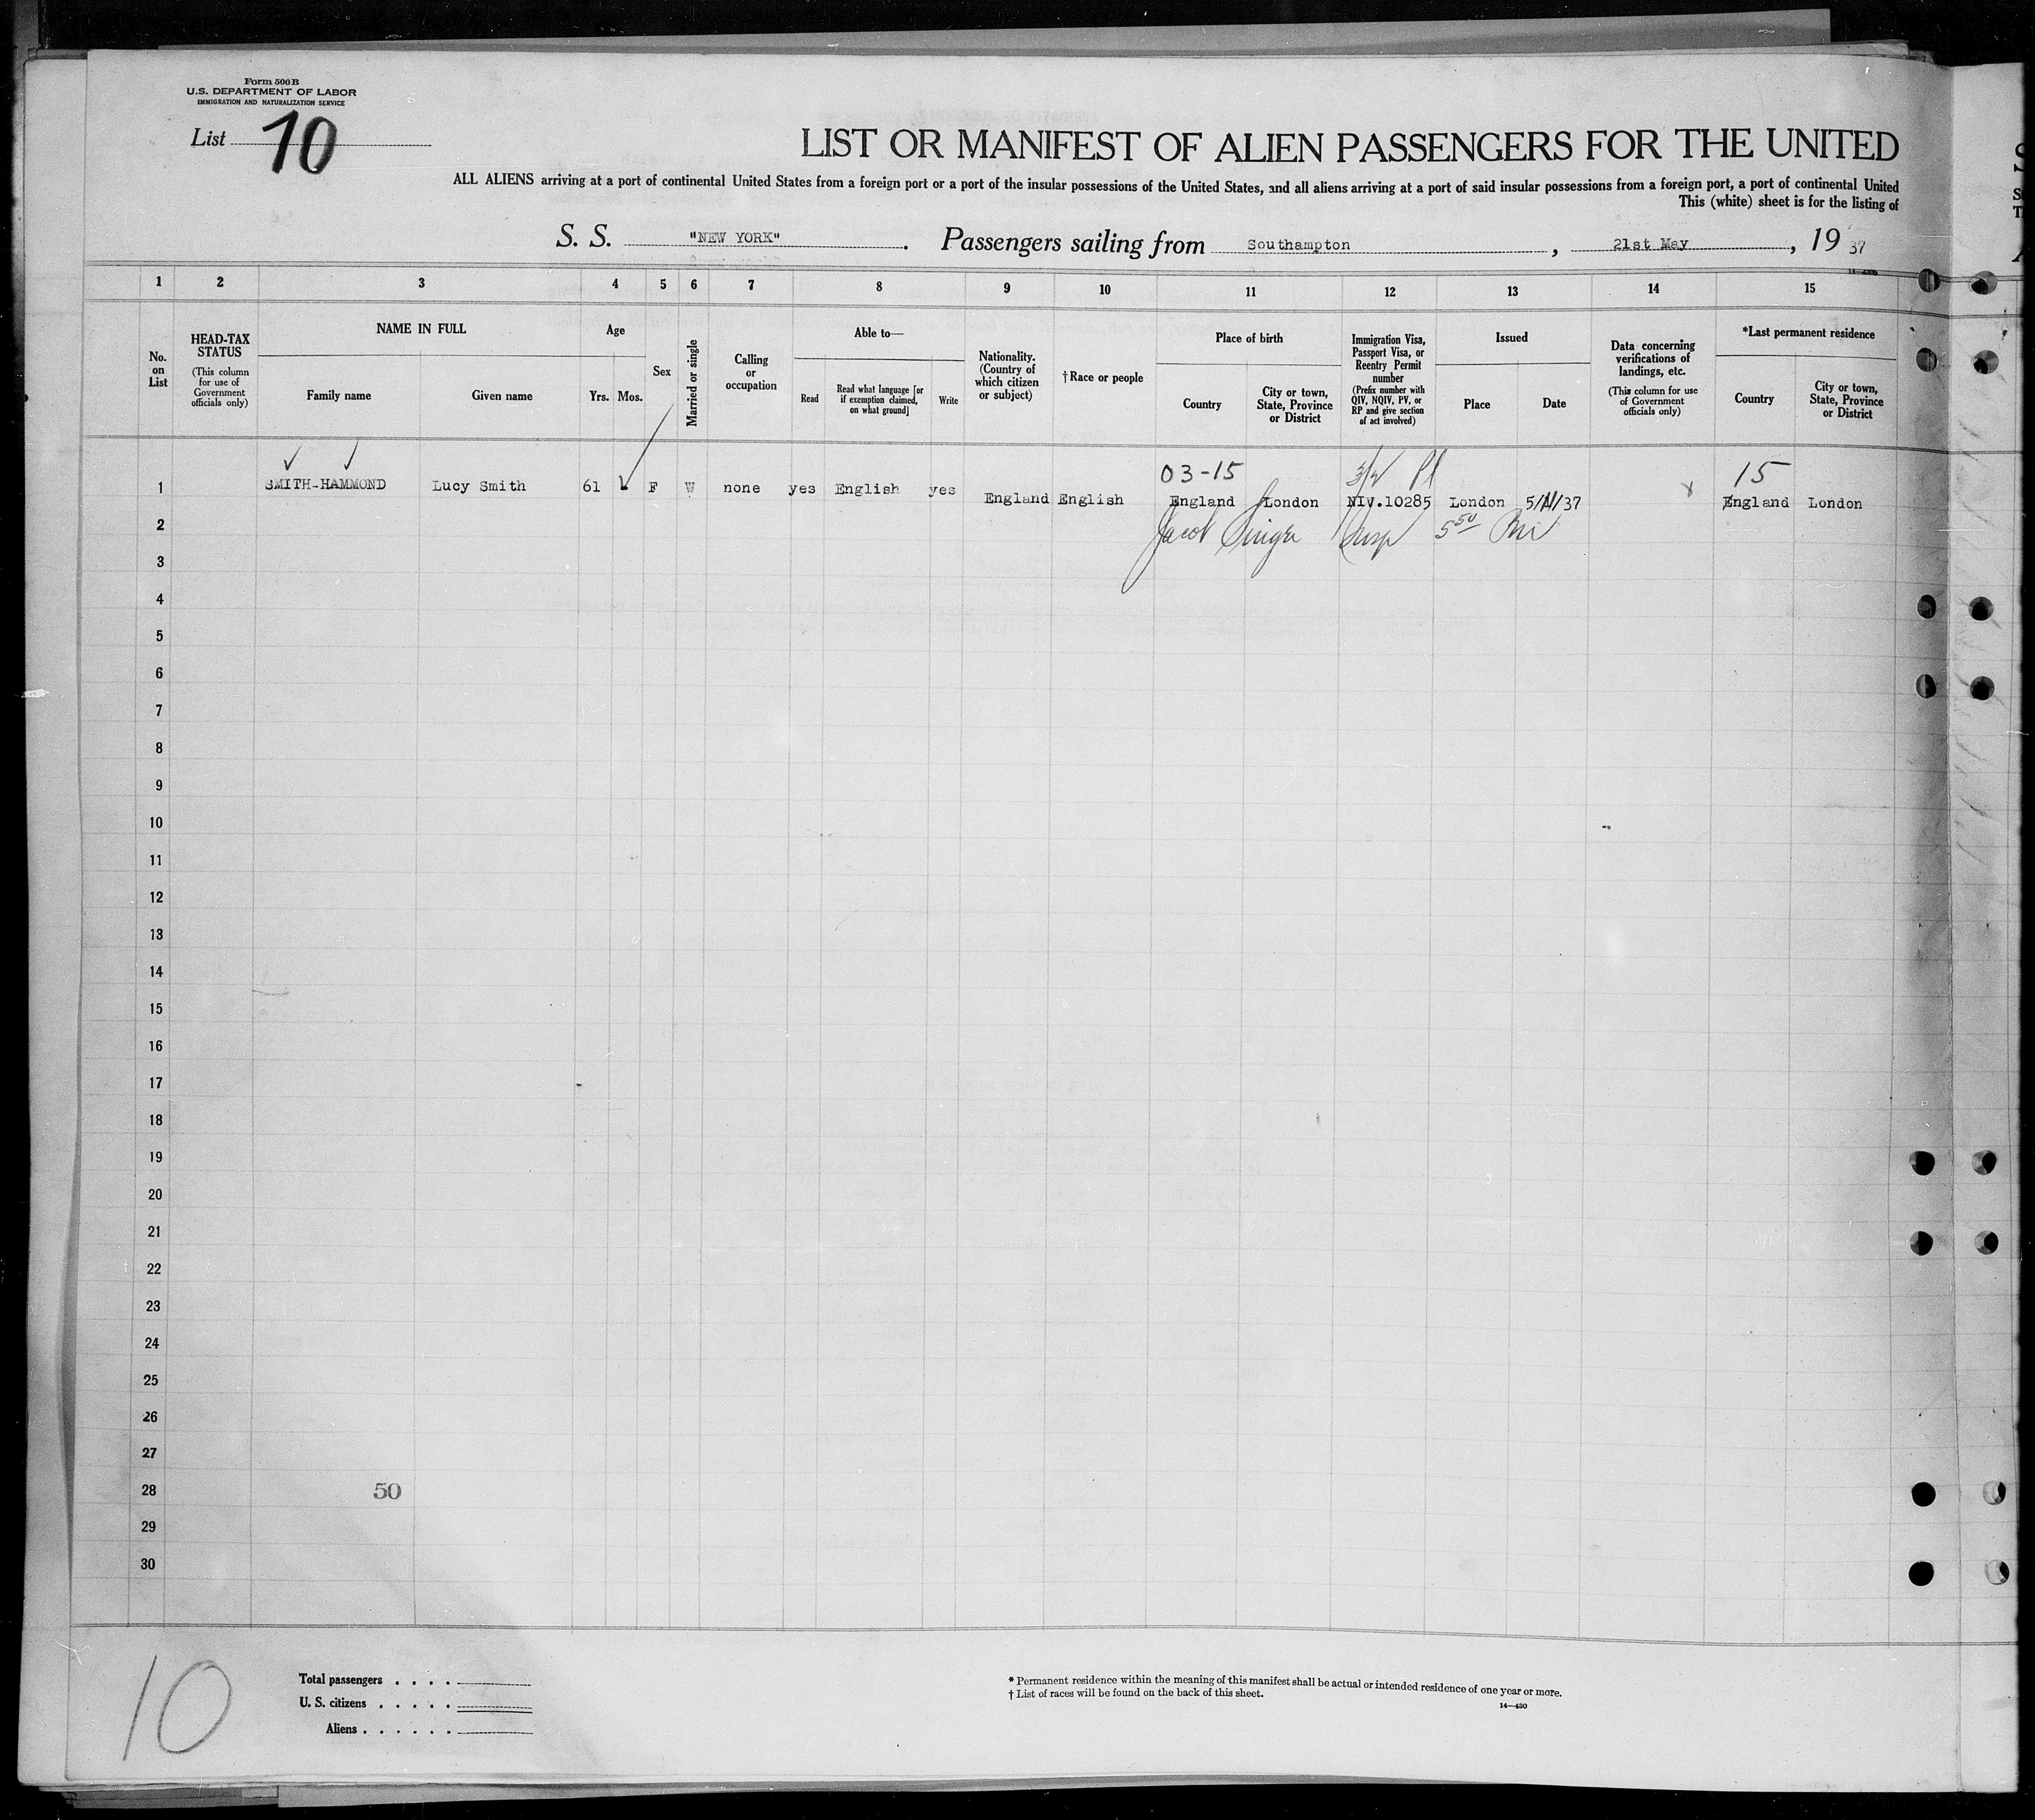 Form 500 B
U.S. DEPARTMENT OF LABOR
IMMIGRATION AND NATURALIZATION SERVICE
List 10
LIST OR MANIFEST OF ALIEN PASSENGERS FOR THE UNITED
ALL ALIENS arriving at a port of continental United States from a foreign port or a port of the insular possessions of the United States, and all aliens arriving at a port of said insular possessions from a foreign port, a port of continental United
This (white) sheet is for the listing of
S. S. "NEW YORK". Passengers sailing from Southampton, 21st May, 19 37
1 2 3 4 5 6 7 8 9 10 11 12 13 14 15
No. on List
HEAD-TAX STATUS
(This column for use of Government officials only)
NAME IN FULL
Family name
Given name
Age
Yrs. Mos.
Sex
Married or single
Calling or occupation
Able to—
Read
Read what language [or if exemption claimed, on what ground]
Write
Nationality. (Country of which citizen or subject)
† Race or people
Place of birth
Country
City or town, State, Province or District
Immigration Visa, Passport Visa, or Reentry Permit number
(Prefix number with QIV, NQIV, PV, or RP and give section of act involved)
Issued
Place
Date
Data concerning verifications of landings, etc.
(This column for use of Government officials only)
*Last permanent residence
Country
City or town, State, Province or District
03-15 3/2 Pl 15
1 SMITH-HAMMOND Lucy Smith 61 F W none yes English yes England English England London NIV.10285 London 5/ /37 England London
2 Jacob Singer 5 50
3
4
5
6
7
8
9
10
11
12
13
14
15
16
17
18
19
20
21
22
23
24
25
26
27
28 50
29
30
10
Total passengers . . . .
U. S. citizens . . . . .
Aliens . . . . . .
* Permanent residence within the meaning of this manifest shall be actual or intended residence of one year or more.
† List of races will be found on the back of this sheet.
14—430